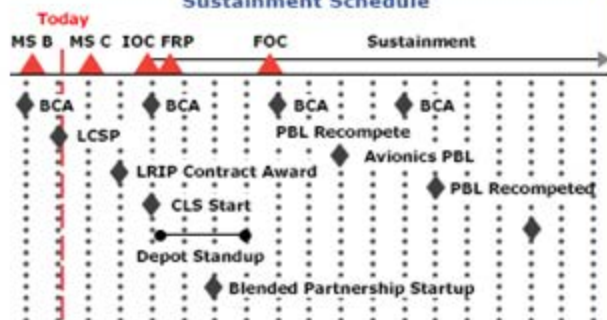 Sustainment Schedule
Today
MS B MS C IOC FRP FOC Sustainment
BCA BCA BCA BCA
LCSP PBL Recompete
LRIP Contract Award Avionics PBL
CLS Start PBL Recompeted
Depot Standup
Blended Partnership Startup